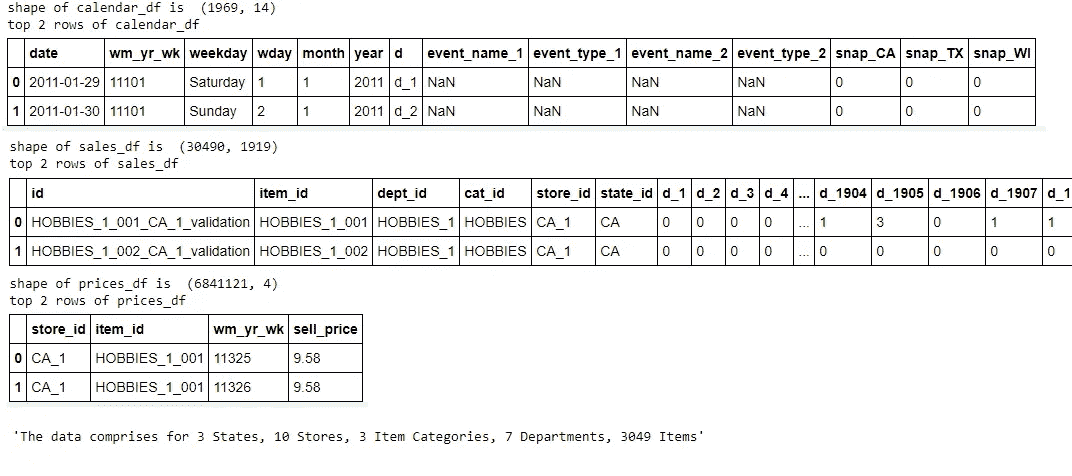 shape of calendar_df is (1969, 14)
top 2 rows of calendar_df
date wm_yr_wk weekday wday month year d event_name_1 event_type_1 event_name_2 event_type_2 snap_CA snap_TX snap_WI
0 2011-01-29 11101 Saturday 1 1 2011 d_1 NaN NaN NaN NaN 0 0 0
1 2011-01-30 11101 Sunday 2 1 2011 d_2 NaN NaN NaN NaN 0 0 0
shape of sales_df is (30490, 1919)
top 2 rows of sales_df
id item_id dept_id cat_id store_id state_id d_1 d_2 d_3 d_4 ... d_1904 d_1905 d_1906 d_1907 d_1
0 HOBBIES_1_001_CA_1_validation HOBBIES_1_001 HOBBIES_1 HOBBIES CA_1 CA 0 0 0 0 ... 1 3 0 1 1
1 HOBBIES_1_002_CA_1_validation HOBBIES_1_002 HOBBIES_1 HOBBIES CA_1 CA 0 0 0 0 ... 0 0 0 0 0
shape of prices_df is (6841121, 4)
top 2 rows of prices_df
store_id item_id wm_yr_wk sell_price
0 CA_1 HOBBIES_1_001 11325 9.58
1 CA_1 HOBBIES_1_001 11326 9.58
'The data comprises for 3 States, 10 Stores, 3 Item Categories, 7 Departments, 3049 Items'